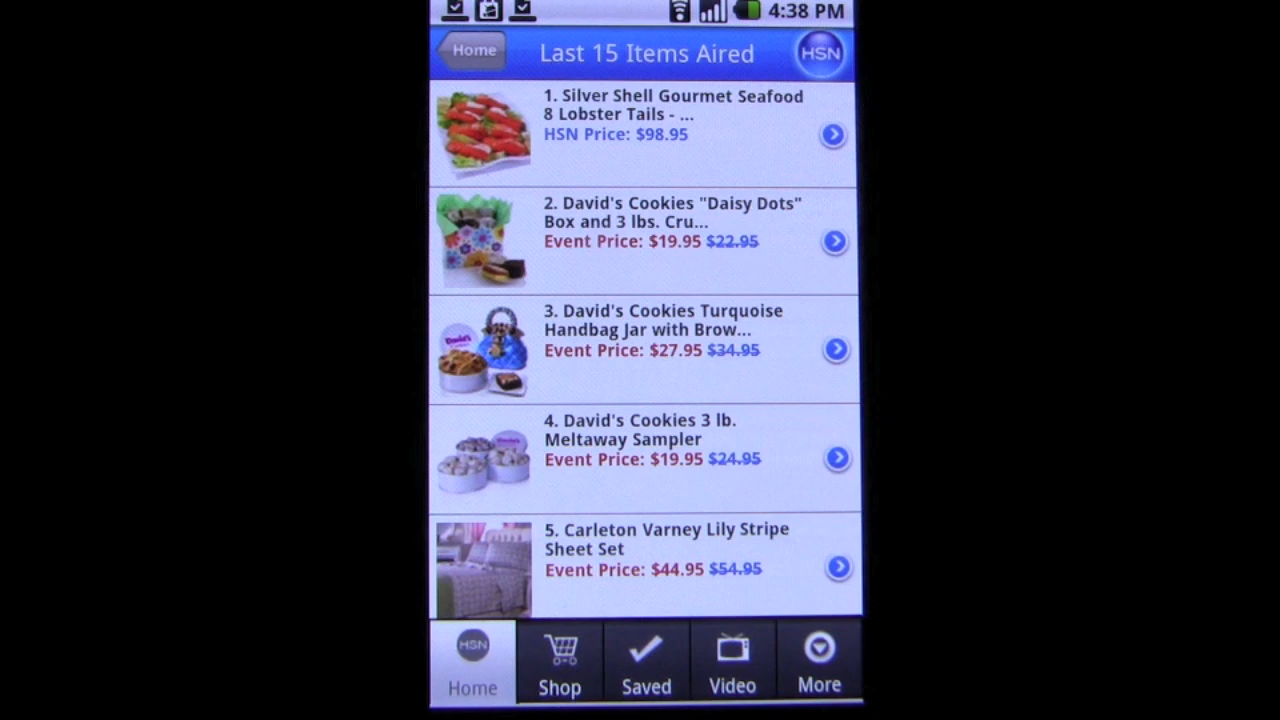 4:38 PM
Home
Last 15 Items Aired
HSN
1. Silver Shell Gourmet Seafood
8 Lobster Tails - ...
HSN Price: $98.95
2. David's Cookies "Daisy Dots"
Box and 3 lbs. Cru...
Event Price: $19.95 $22.95
3. David's Cookies Turquoise
Handbag Jar with Brow...
Event Price: $27.95 $34.95
4. David's Cookies 3 lb.
Meltaway Sampler
Event Price: $19.95 $24.95
5. Carleton Varney Lily Stripe
Sheet Set
Event Price: $44.95 $54.95
HSN
Home
Shop
Saved
Video
More